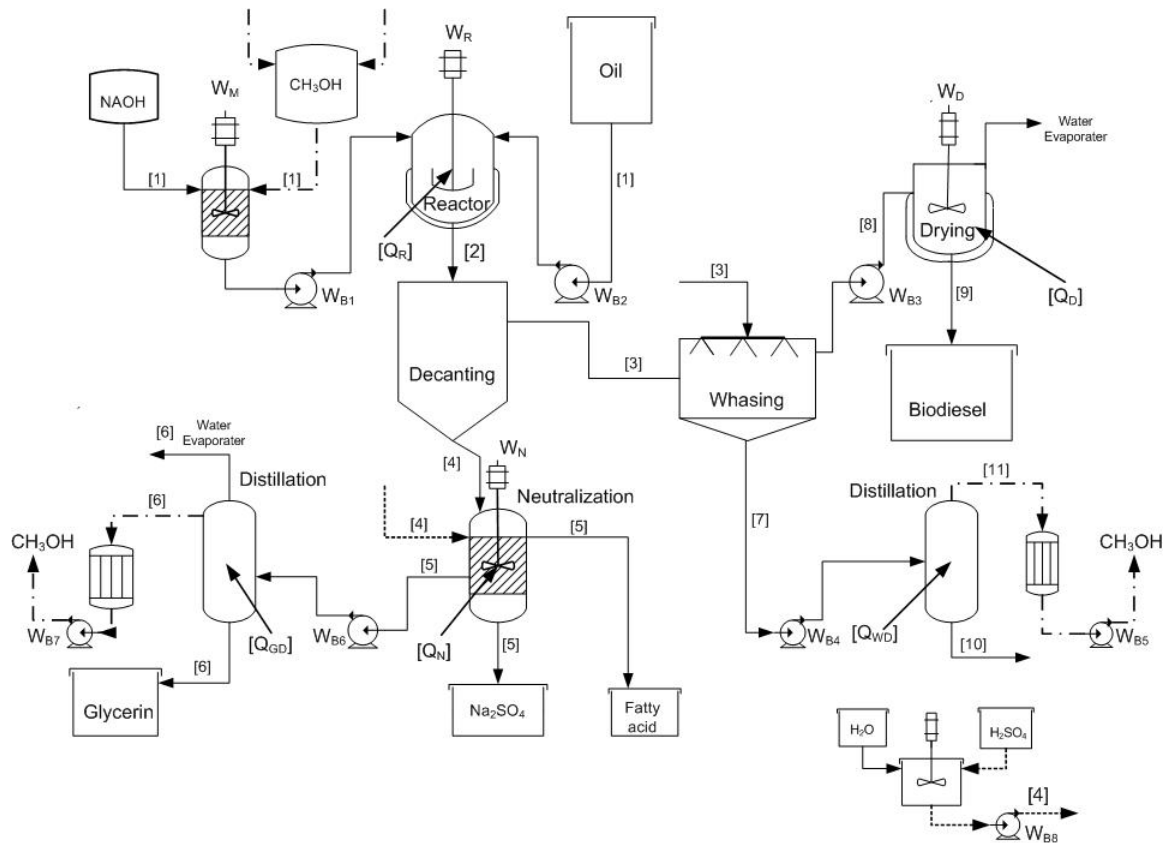 W_R
CH₃OH
NAOH
W_M
Oil
W_D
Water
Evaporater
[1]
[1]
[1]
Reactor
[Q_R]
[2]
W_B1
W_B2
[8]
Drying
[Q_D]
W_B3
[9]
[3]
[3]
Decanting
Whasing
Biodiesel
[6]
Water
Evaporater
Distillation
[4]
W_N
Neutralization
Distillation
[11]
[6]
[4]
[5]
[7]
CH₃OH
CH₃OH
[5]
W_B7
[Q_GD]
W_B6
[Q_N]
W_B4
[Q_WD]
W_B5
[6]
[5]
[10]
Glycerin
Na₂SO₄
Fatty
acid
H₂O
H₂SO₄
[4]
W_B8